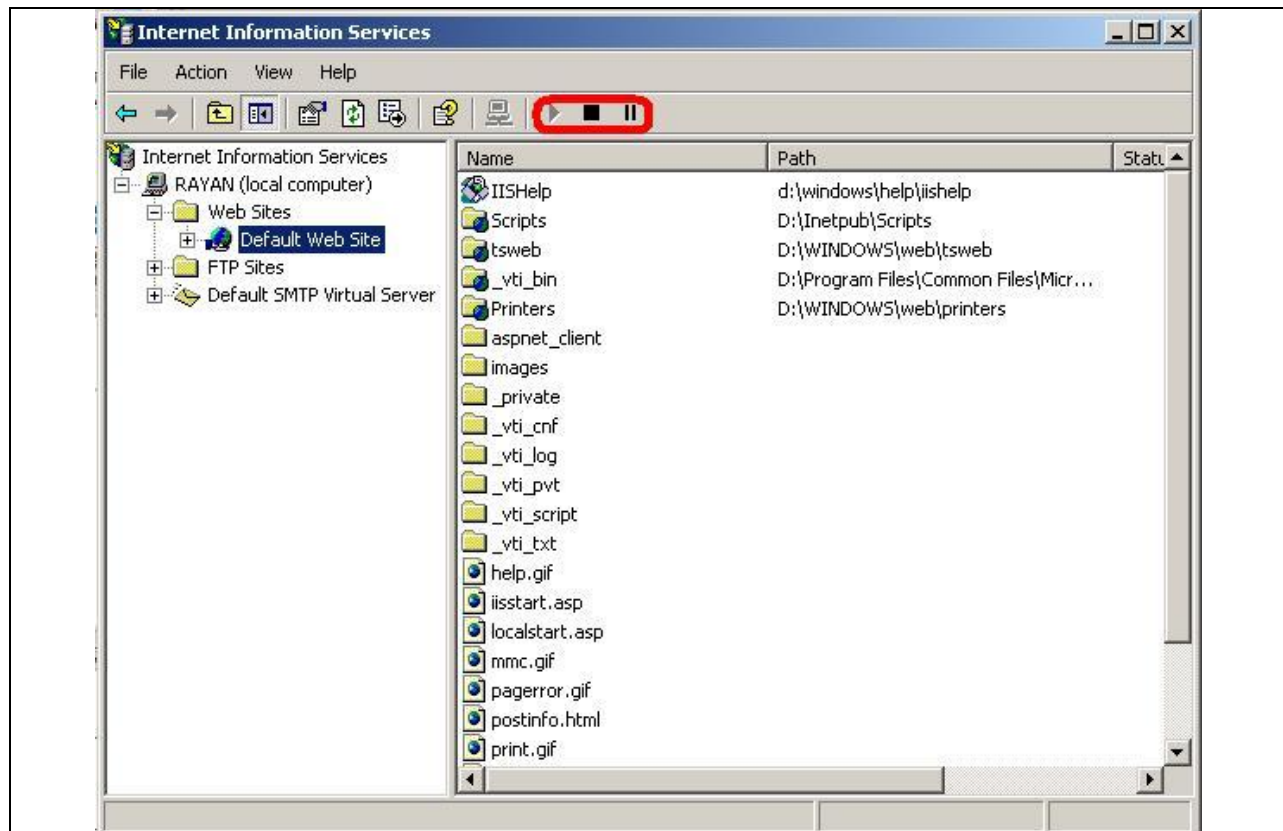 Internet Information Services
File Action View Help
Internet Information Services
RAYAN (local computer)
Web Sites
Default Web Site
FTP Sites
Default SMTP Virtual Server
Name Path Statu
IISHelp d:\windows\help\iishelp
Scripts D:\Inetpub\Scripts
tsweb D:\WINDOWS\web\tsweb
_vti_bin D:\Program Files\Common Files\Micr...
Printers D:\WINDOWS\web\printers
aspnet_client
images
_private
_vti_cnf
_vti_log
_vti_pvt
_vti_script
_vti_txt
help.gif
iisstart.asp
localstart.asp
mmc.gif
pagerror.gif
postinfo.html
print.gif